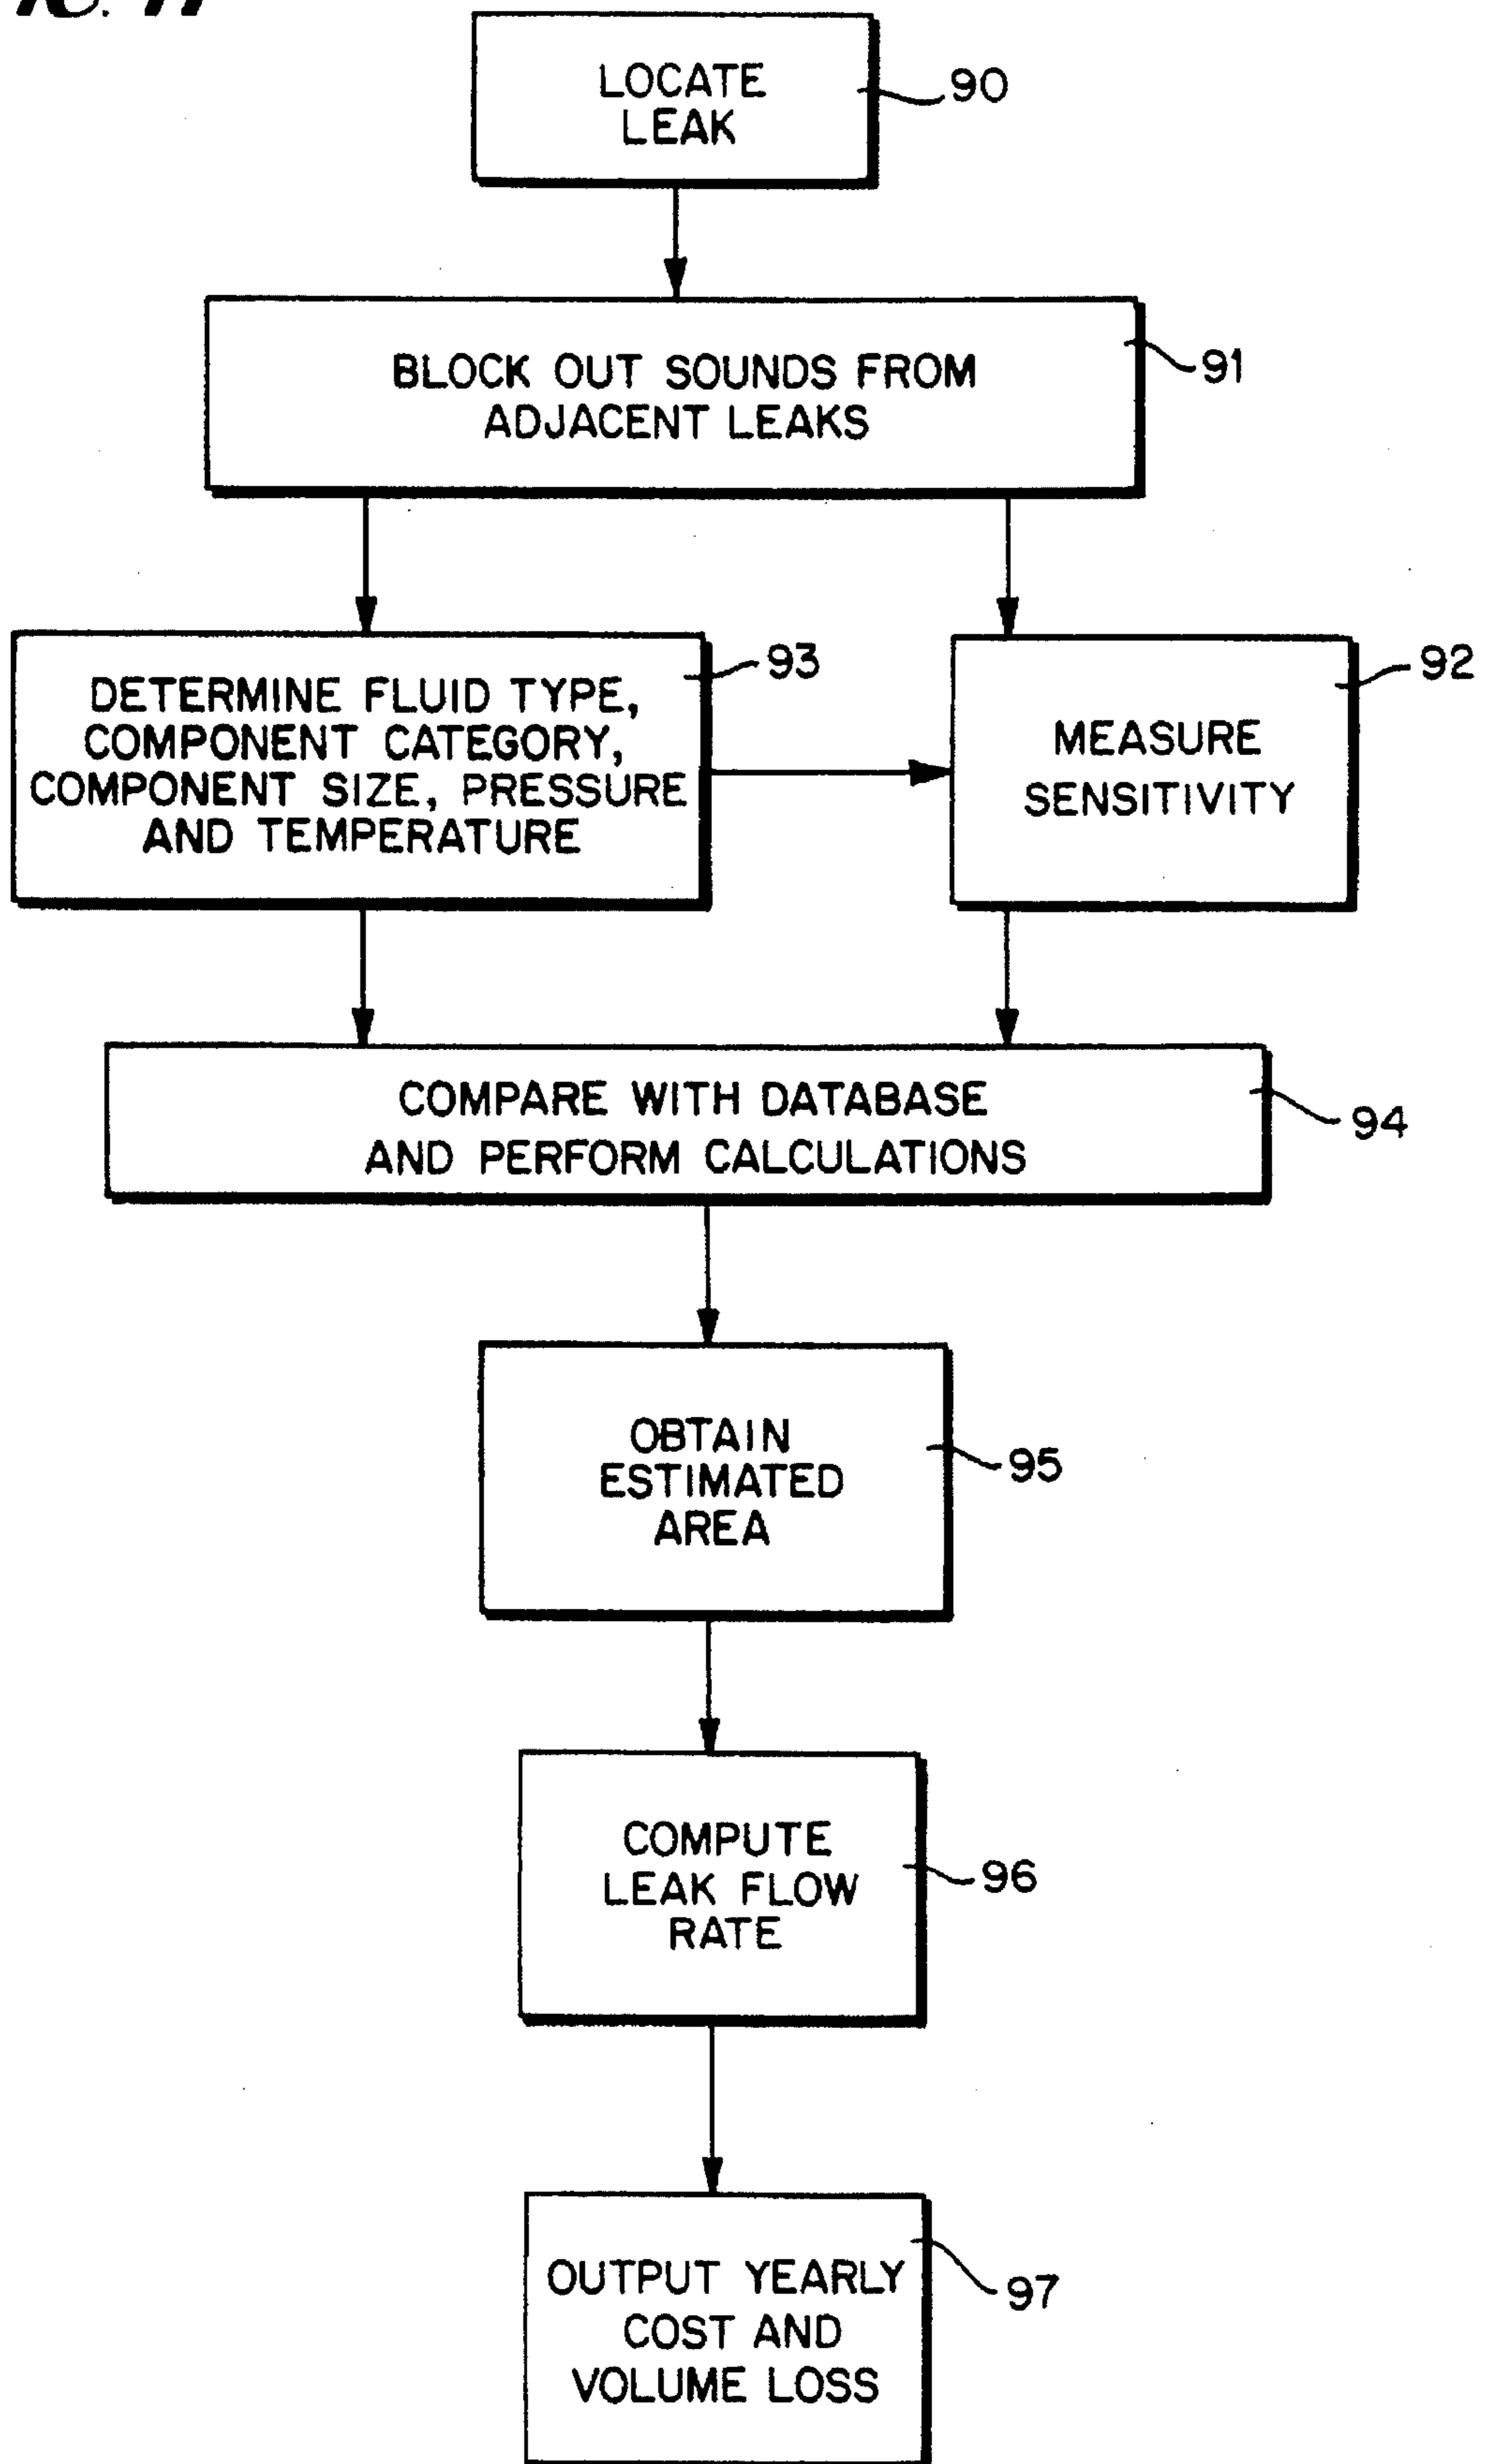 LOCATE
LEAK
90
BLOCK OUT SOUNDS FROM
ADJACENT LEAKS
91
DETERMINE FLUID TYPE,
COMPONENT CATEGORY,
COMPONENT SIZE, PRESSURE
AND TEMPERATURE
93
MEASURE
SENSITIVITY
92
COMPARE WITH DATABASE
AND PERFORM CALCULATIONS
94
OBTAIN
ESTIMATED
AREA
95
COMPUTE
LEAK FLOW
RATE
96
OUTPUT YEARLY
COST AND
VOLUME LOSS
97